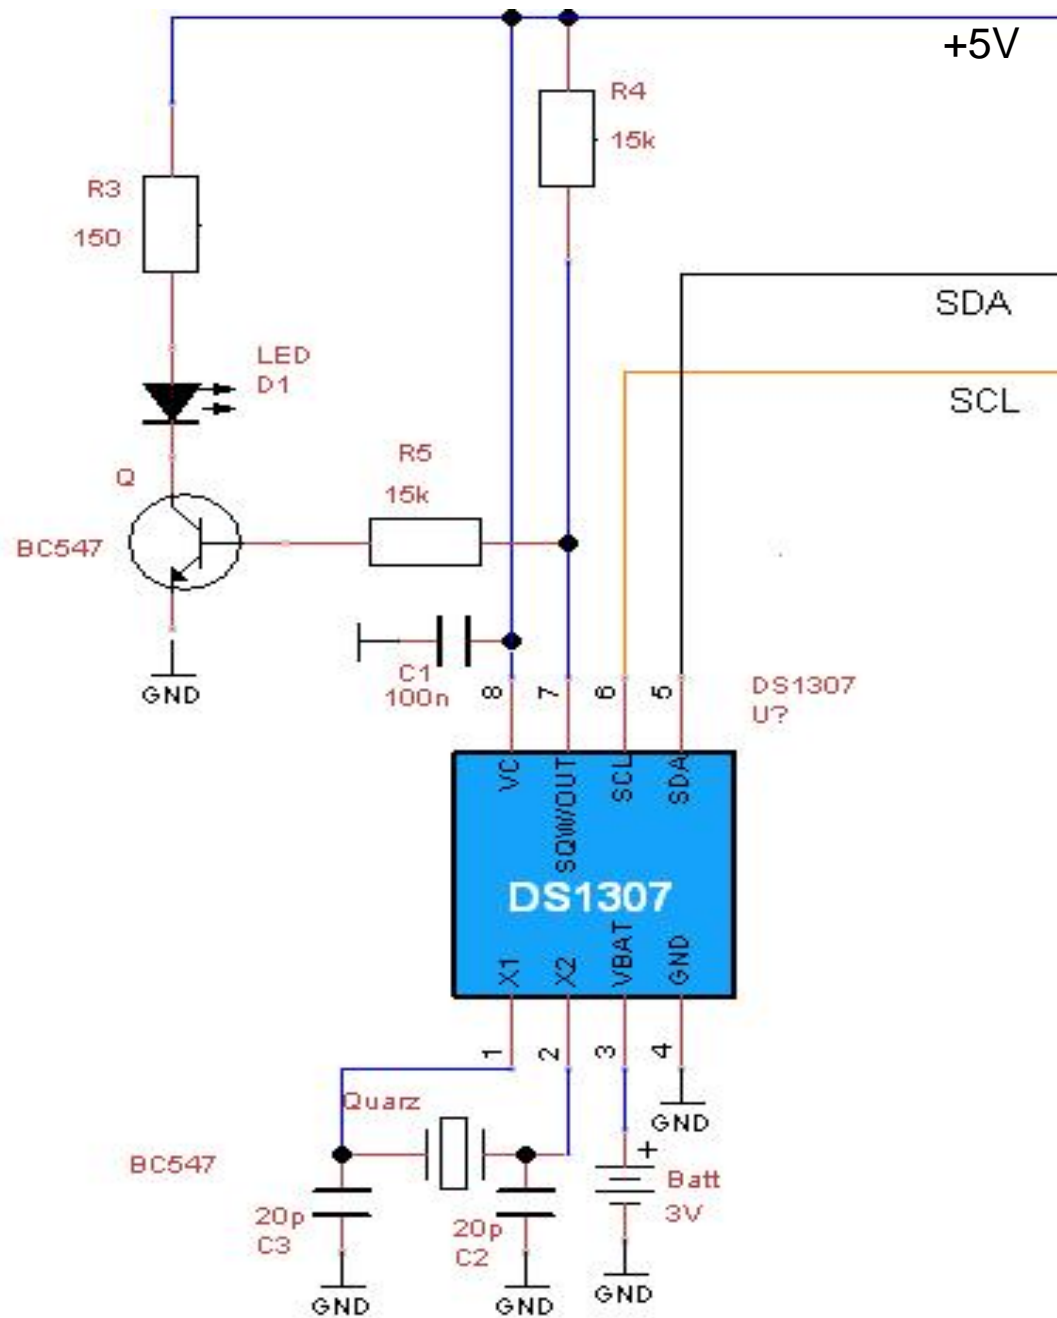 +5V
R4
15k
R3
150
SDA
LED
D1
SCL
R5
15k
Q
BC547
C1
100n
GND
8
7
6
5
DS1307
U?
VC
SQW/OUT
SCL
SDA
DS1307
X1
X2
VBAT
GND
1
2
3
4
Quarz
GND
+
BC547
Batt
3V
20p
C3
20p
C2
GND
GND
GND